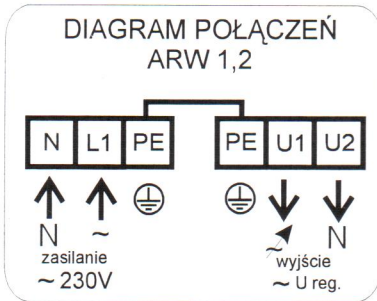 DIAGRAM POŁĄCZEŃ
ARW 1,2
N L1 PE PE U1 U2
N ~ ~ N
zasilanie wyjście
~ 230V ~ U reg.